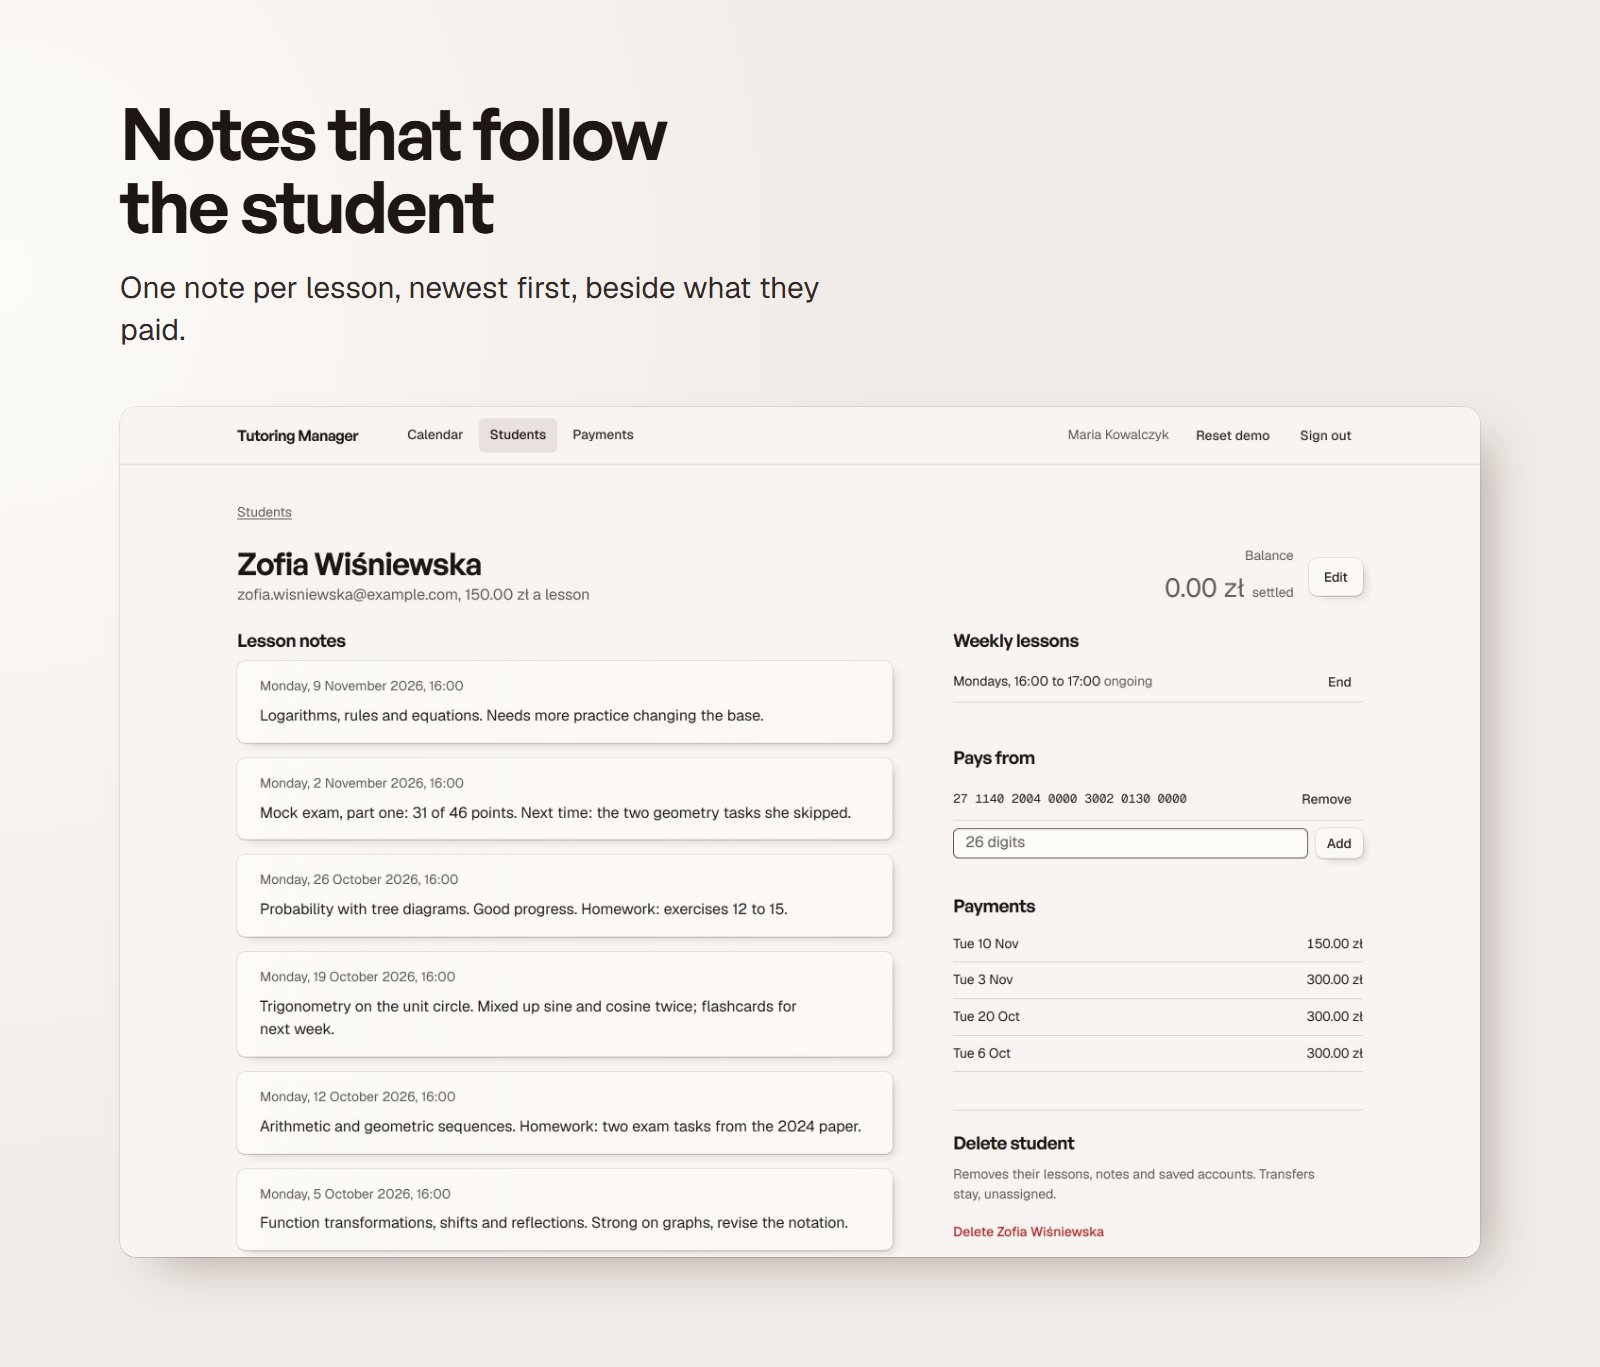 Notes that follow
the student
One note per lesson, newest first, beside what they
paid.
Tutoring Manager Calendar Students Payments Maria Kowalczyk Reset demo Sign out
Students
Zofia Wiśniewska
zofia.wisniewska@example.com, 150.00 zł a lesson
Balance
0.00 zł settled
Edit
Lesson notes
Monday, 9 November 2026, 16:00
Logarithms, rules and equations. Needs more practice changing the base.
Monday, 2 November 2026, 16:00
Mock exam, part one: 31 of 46 points. Next time: the two geometry tasks she skipped.
Monday, 26 October 2026, 16:00
Probability with tree diagrams. Good progress. Homework: exercises 12 to 15.
Monday, 19 October 2026, 16:00
Trigonometry on the unit circle. Mixed up sine and cosine twice; flashcards for
next week.
Monday, 12 October 2026, 16:00
Arithmetic and geometric sequences. Homework: two exam tasks from the 2024 paper.
Monday, 5 October 2026, 16:00
Function transformations, shifts and reflections. Strong on graphs, revise the notation.
Weekly lessons
Mondays, 16:00 to 17:00 ongoing End
Pays from
27 1140 2004 0000 3002 0130 0000 Remove
26 digits Add
Payments
Tue 10 Nov 150.00 zł
Tue 3 Nov 300.00 zł
Tue 20 Oct 300.00 zł
Tue 6 Oct 300.00 zł
Delete student
Removes their lessons, notes and saved accounts. Transfers
stay, unassigned.
Delete Zofia Wiśniewska